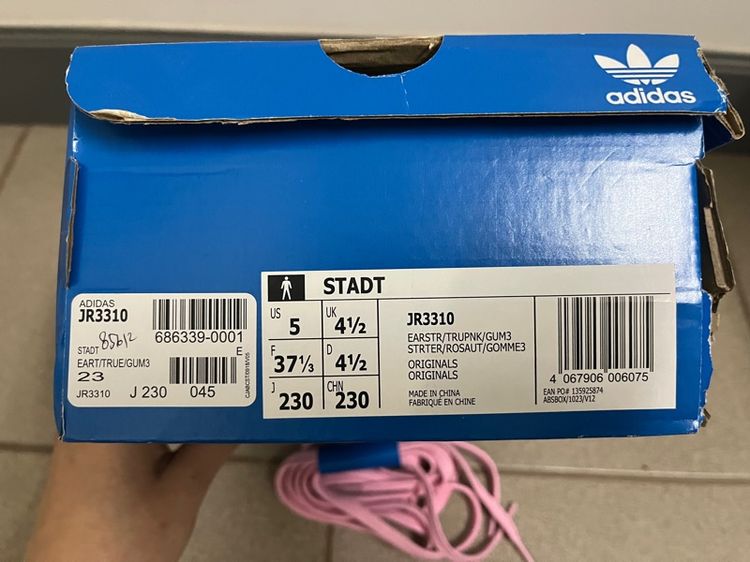 adidas
ADIDAS
JR3310
686339-0001
STADT
E
EART/TRUE/GUM3
23
JR3310 J 230 045
STADT
US 5 UK 4½
F 37⅓ D 4½
J 230 CHN 230
JR3310
EARSTR/TRUPNK/GUM3
STRTER/ROSAUT/GOMME3
ORIGINALS
ORIGINALS
MADE IN CHINA
FABRIQUÉ EN CHINE
4 067906 006075
EAN PO# 135925874
ABSBOX/1023/V12